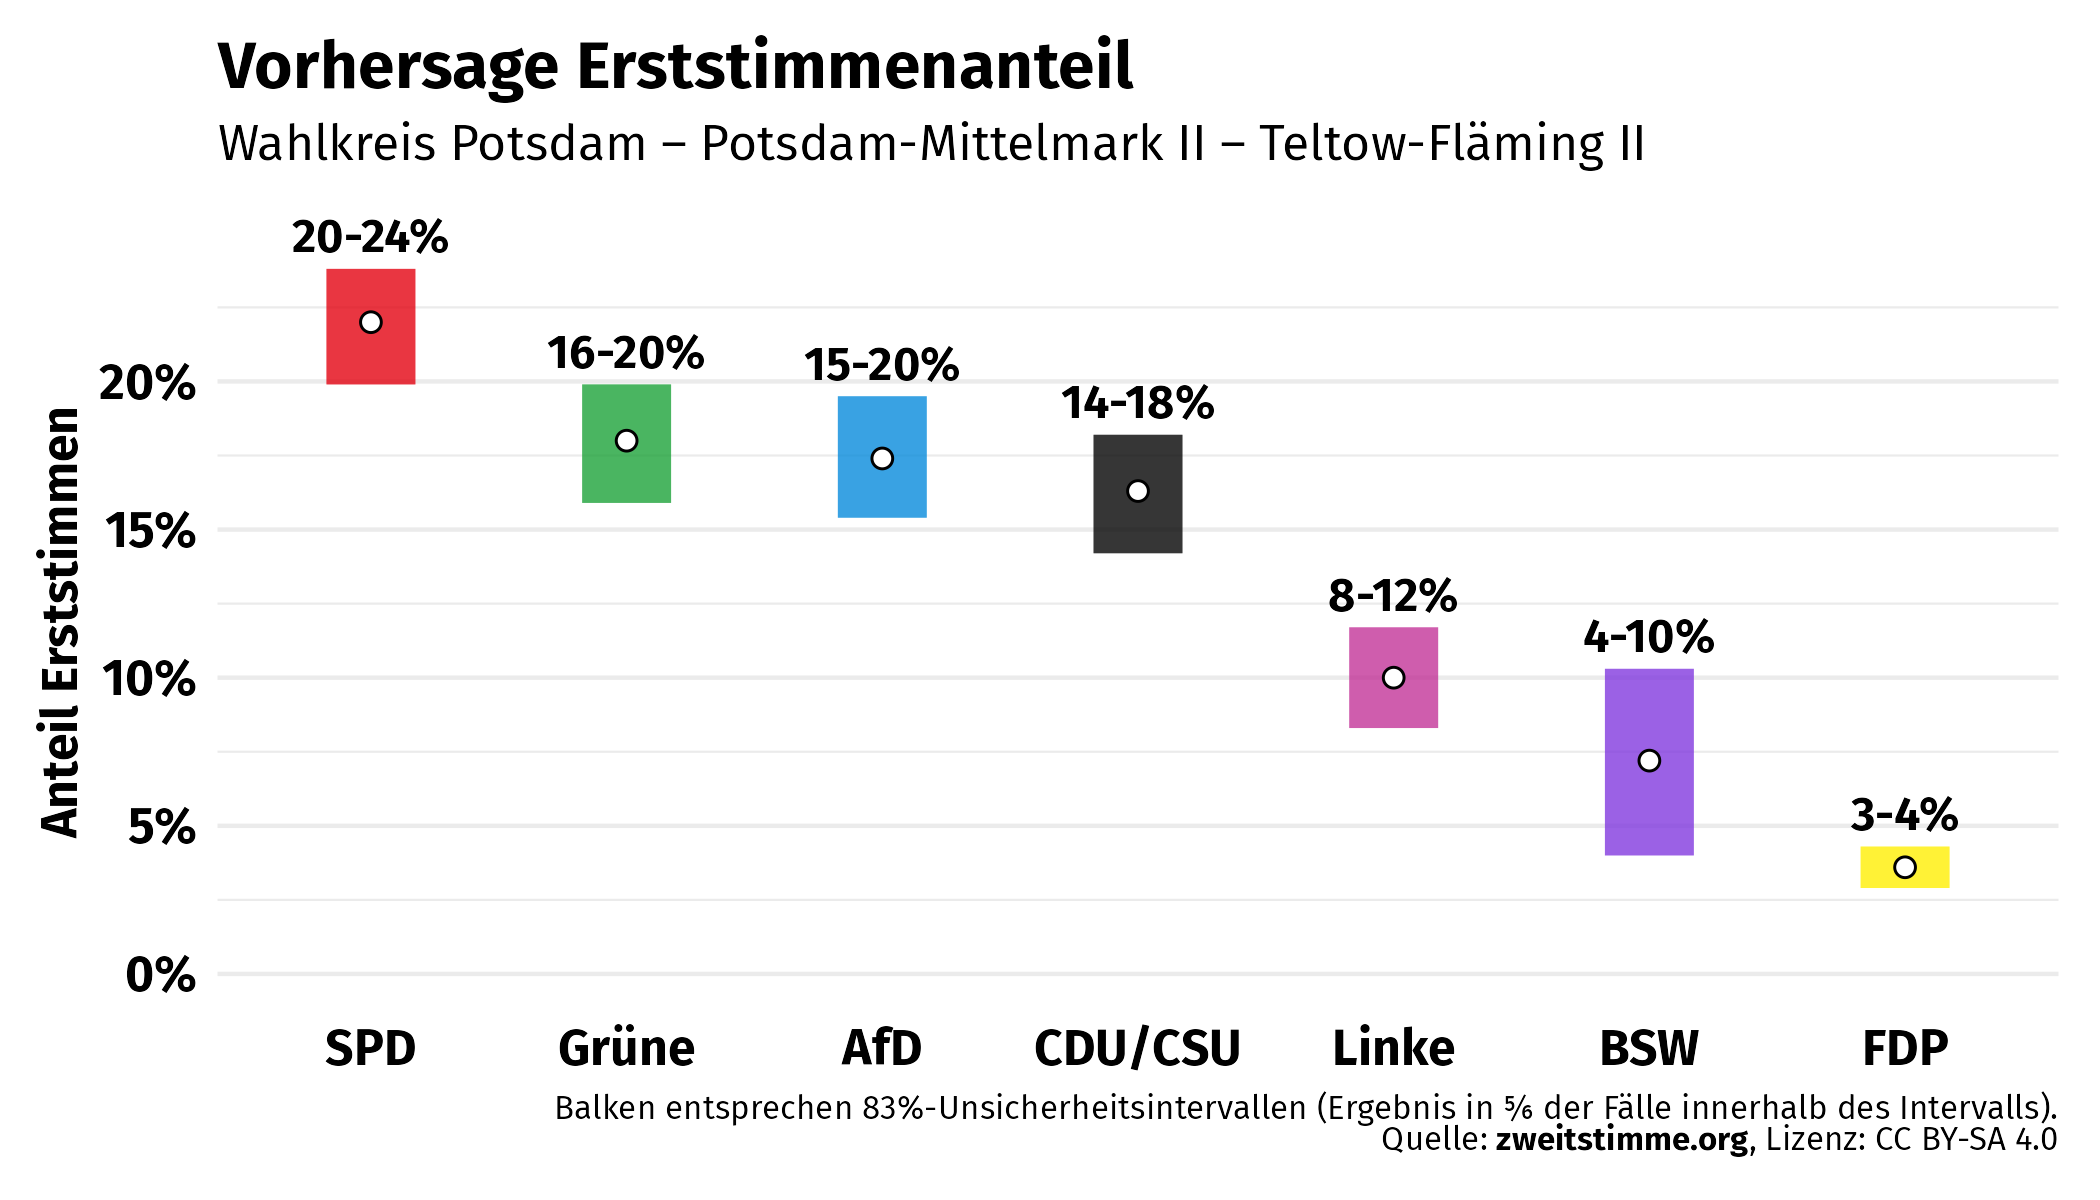 Vorhersage Erststimmenanteil
Wahlkreis Potsdam – Potsdam-Mittelmark II – Teltow-Fläming II
20-24%
16-20%
15-20%
14-18%
8-12%
4-10%
3-4%
Anteil Erststimmen
20%
15%
10%
5%
0%
SPD
Grüne
AfD
CDU/CSU
Linke
BSW
FDP
Balken entsprechen 83%-Unsicherheitsintervallen (Ergebnis in ⅚ der Fälle innerhalb des Intervalls).
Quelle: zweitstimme.org, Lizenz: CC BY-SA 4.0